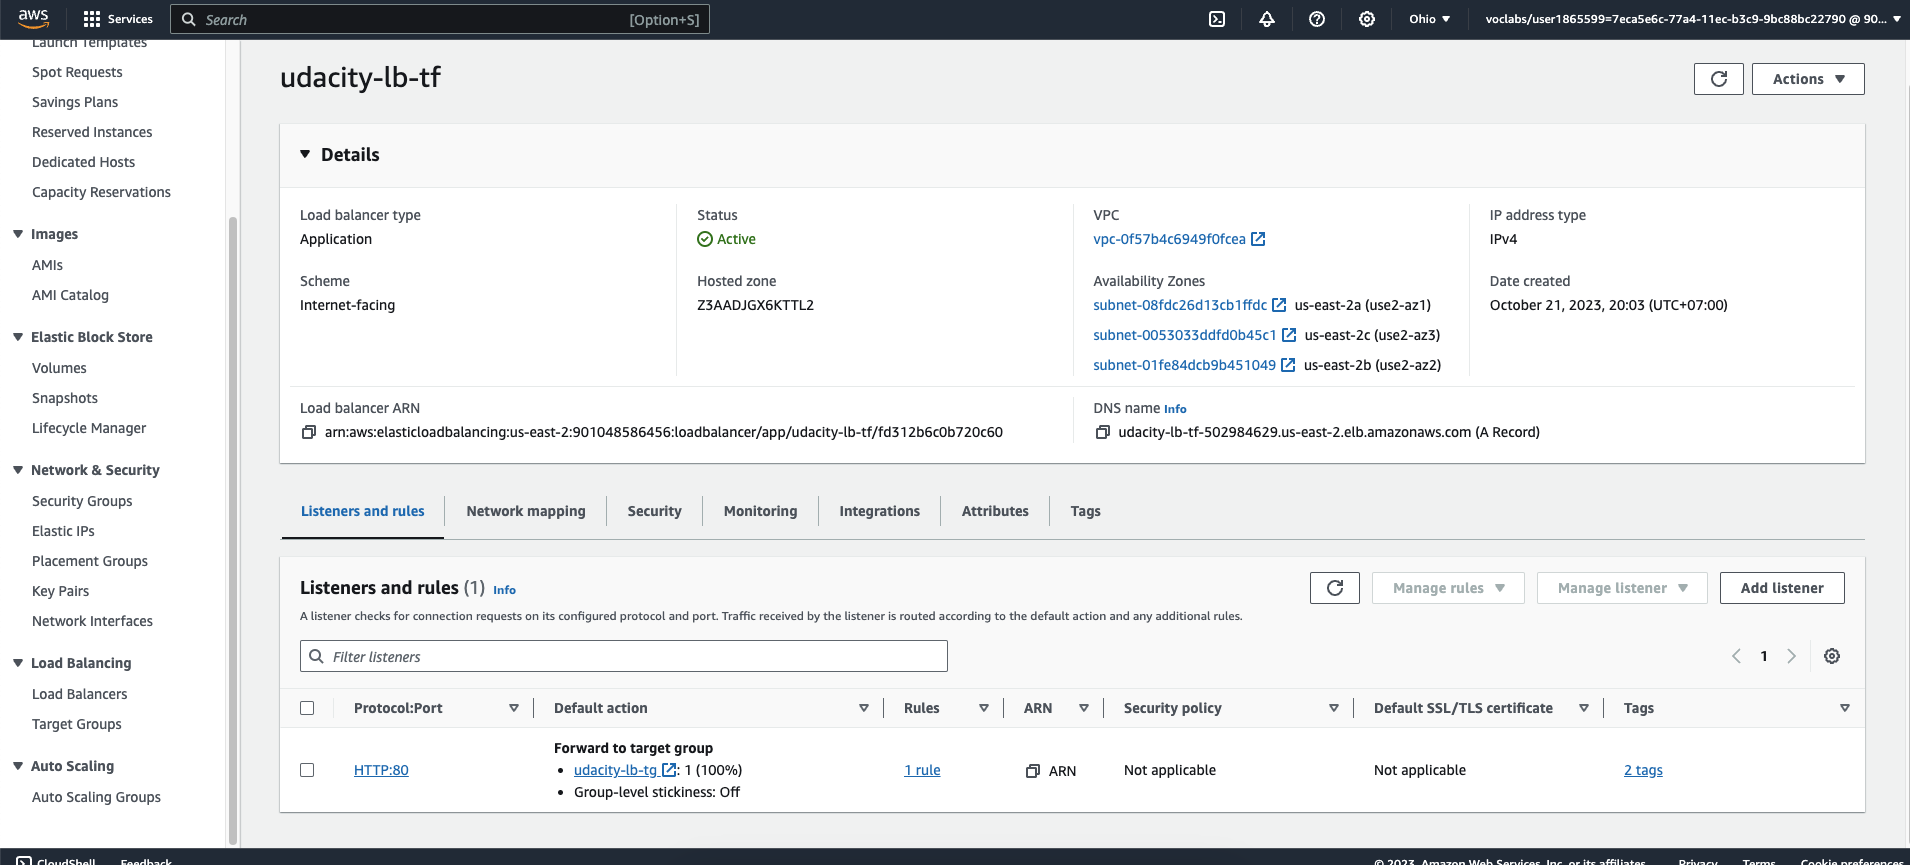 aws
Services
Search
[Option+S]
Ohio
voclabs/user1865599=7eca5e6c-77a4-11ec-b3c9-9bc88bc22790 @ 90...
Launch Templates
Spot Requests
Savings Plans
Reserved Instances
Dedicated Hosts
Capacity Reservations
Images
AMIs
AMI Catalog
Elastic Block Store
Volumes
Snapshots
Lifecycle Manager
Network & Security
Security Groups
Elastic IPs
Placement Groups
Key Pairs
Network Interfaces
Load Balancing
Load Balancers
Target Groups
Auto Scaling
Auto Scaling Groups
udacity-lb-tf
Actions
Details
Load balancer type
Application
Status
Active
VPC
vpc-0f57b4c6949f0fcea
IP address type
IPv4
Scheme
Internet-facing
Hosted zone
Z3AADJGX6KTTL2
Availability Zones
subnet-08fdc26d13cb1ffdc us-east-2a (use2-az1)
subnet-0053033ddfd0b45c1 us-east-2c (use2-az3)
subnet-01fe84dcb9b451049 us-east-2b (use2-az2)
Date created
October 21, 2023, 20:03 (UTC+07:00)
Load balancer ARN
arn:aws:elasticloadbalancing:us-east-2:901048586456:loadbalancer/app/udacity-lb-tf/fd312b6c0b720c60
DNS name Info
udacity-lb-tf-502984629.us-east-2.elb.amazonaws.com (A Record)
Listeners and rules
Network mapping
Security
Monitoring
Integrations
Attributes
Tags
Listeners and rules (1) Info
Manage rules
Manage listener
Add listener
A listener checks for connection requests on its configured protocol and port. Traffic received by the listener is routed according to the default action and any additional rules.
Filter listeners
1
Protocol:Port
Default action
Rules
ARN
Security policy
Default SSL/TLS certificate
Tags
HTTP:80
Forward to target group
• udacity-lb-tg : 1 (100%)
• Group-level stickiness: Off
1 rule
ARN
Not applicable
Not applicable
2 tags
CloudShell
Feedback
© 2023, Amazon Web Services, Inc. or its affiliates.
Privacy
Terms
Cookie preferences